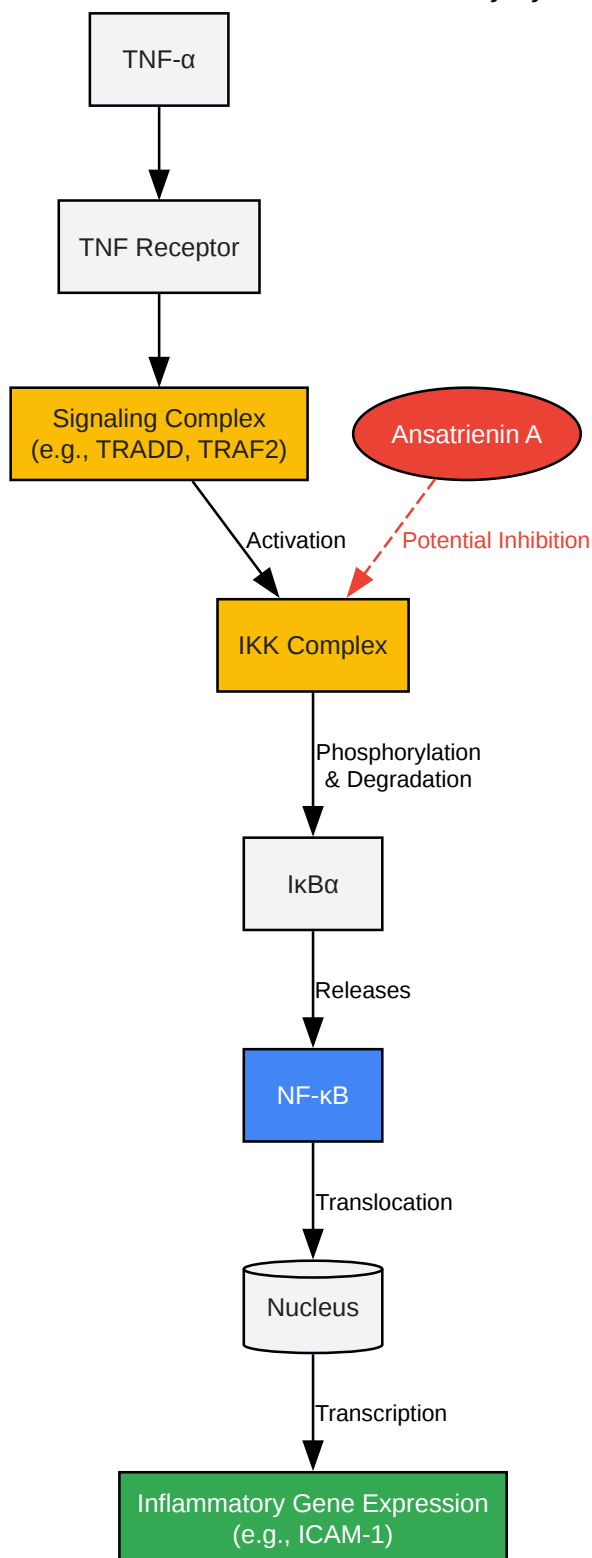 TNF-α
TNF Receptor
Signaling Complex
(e.g., TRADD, TRAF2)
Ansatrienin A
Activation
Potential Inhibition
IKK Complex
Phosphorylation
& Degradation
IκBα
Releases
NF-κB
Translocation
Nucleus
Transcription
Inflammatory Gene Expression
(e.g., ICAM-1)